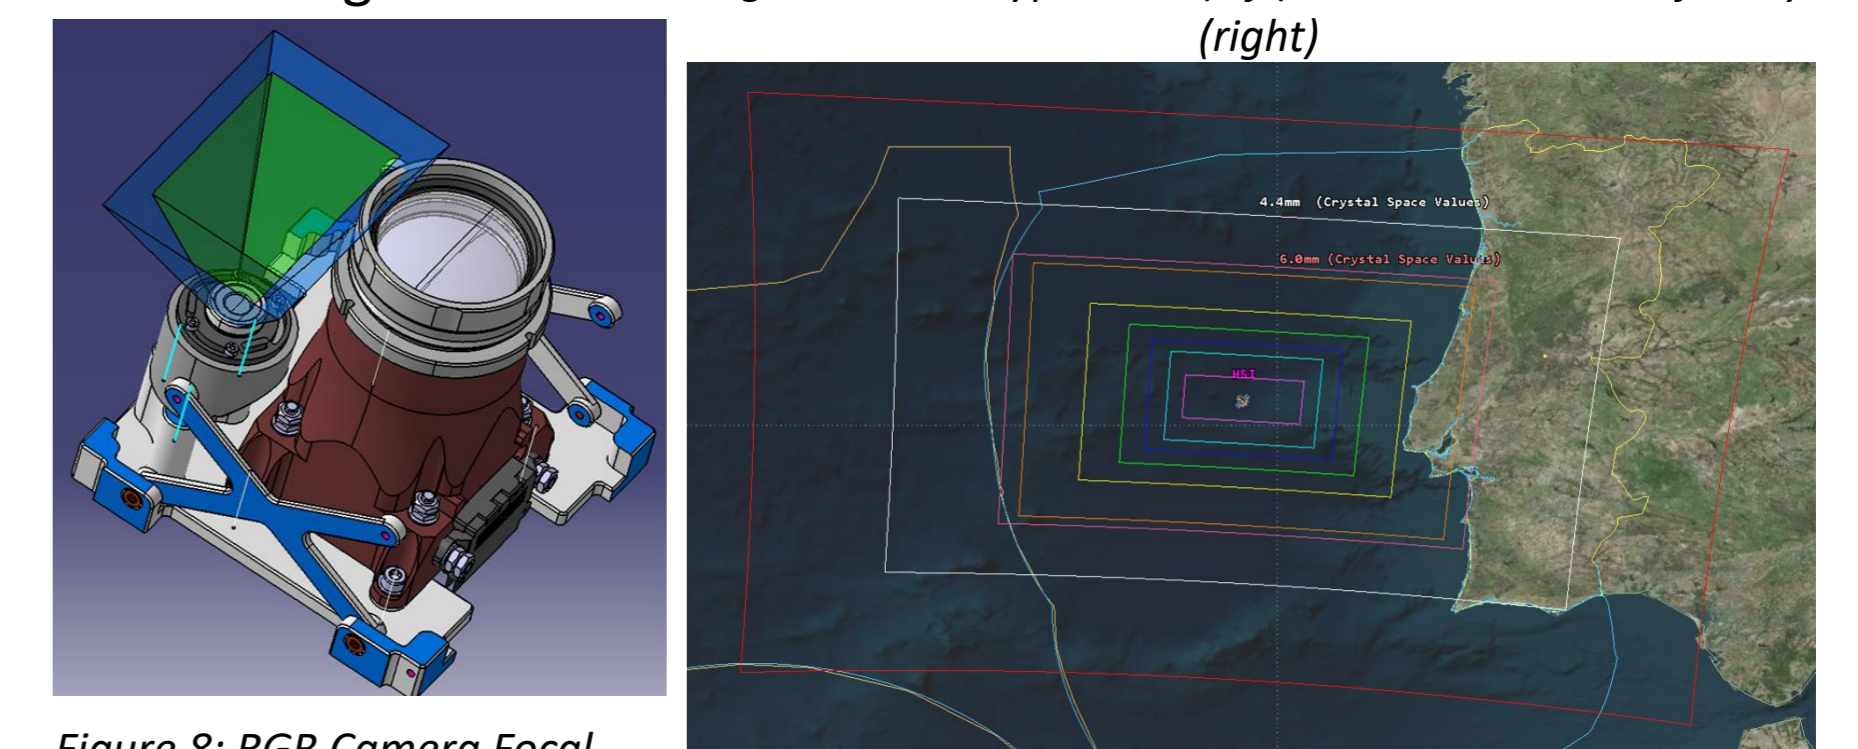 (right)
4.4mm (Crystal Space Values)
6.0mm (Crystal Space Values)
HSI
Figure 8: RGB Camera Focal